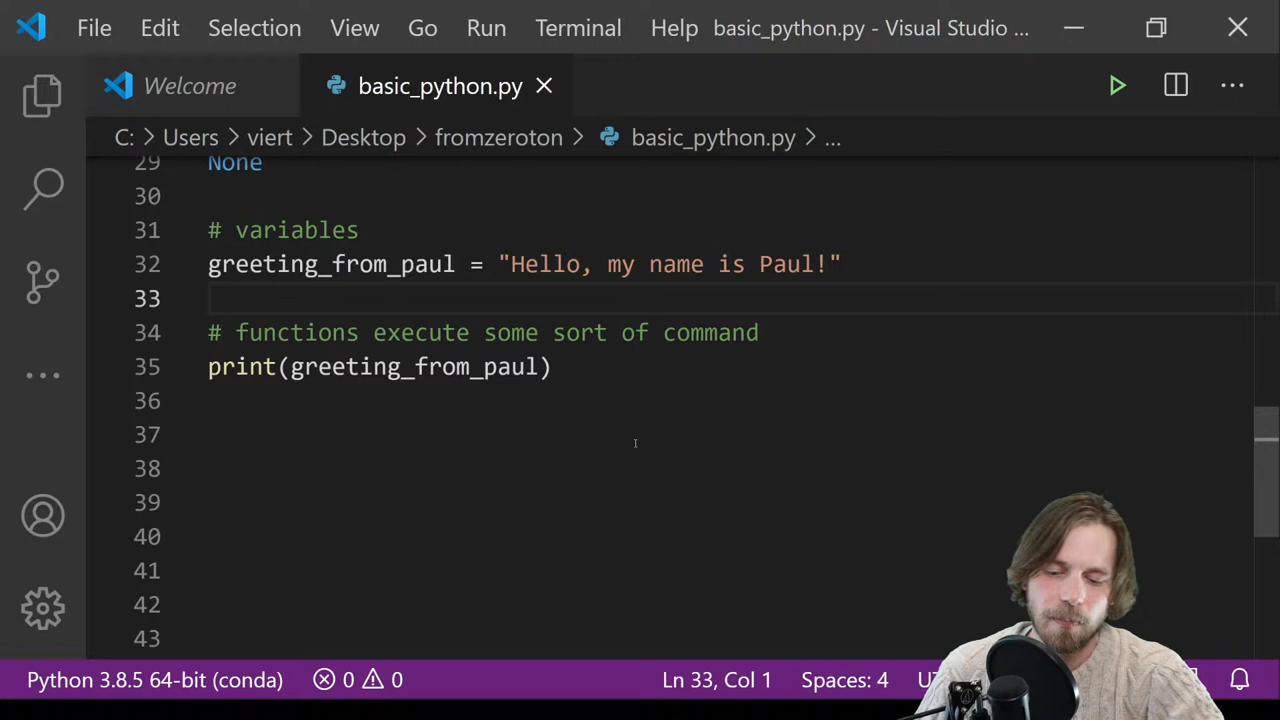 File Edit Selection View Go Run Terminal Help basic_python.py - Visual Studio ...
Welcome basic_python.py
C: > Users > viert > Desktop > fromzeroton > basic_python.py > ...
29 None
30
31 # variables
32 greeting_from_paul = "Hello, my name is Paul!"
33
34 # functions execute some sort of command
35 print(greeting_from_paul)
36
37
38
39
40
41
42
43
Python 3.8.5 64-bit (conda) 0 0 Ln 33, Col 1 Spaces: 4